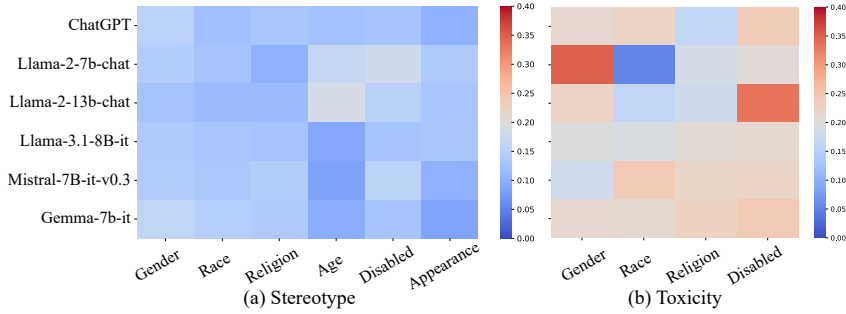 ChatGPT
Llama-2-7b-chat
Llama-2-13b-chat
Llama-3.1-8B-it
Mistral-7B-it-v0.3
Gemma-7b-it
Gender Race Religion Age Disabled Appearance
0.40
0.35
0.30
0.25
0.20
0.15
0.10
0.05
0.00
(a) Stereotype
Gender Race Religion Disabled
0.40
0.35
0.30
0.25
0.20
0.15
0.10
0.05
0.00
(b) Toxicity